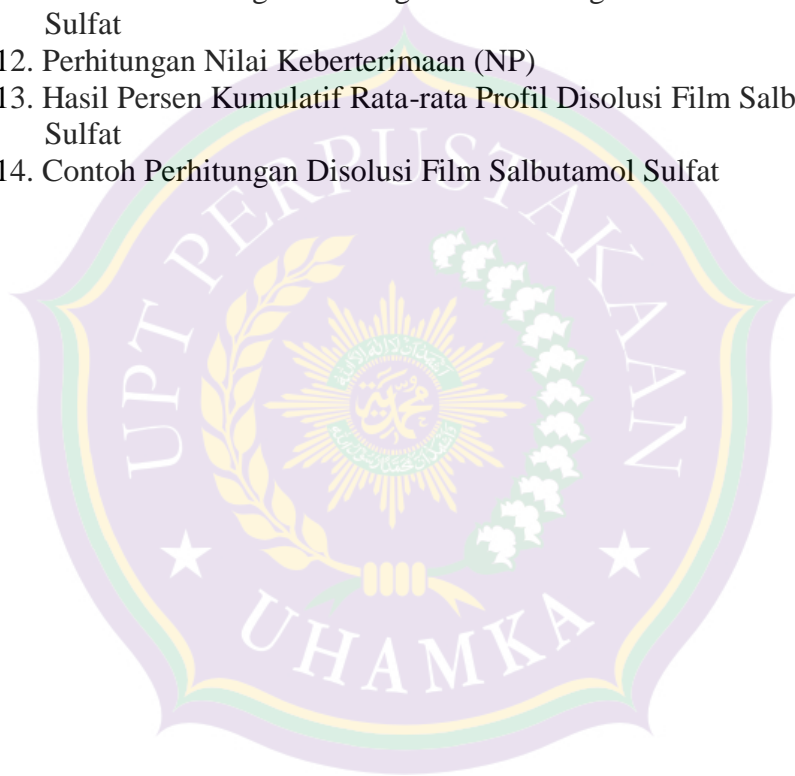 Sulfat
12. Perhitungan Nilai Keberterimaan (NP)
13. Hasil Persen Kumulatif Rata-rata Profil Disolusi Film Salb
Sulfat
14. Contoh Perhitungan Disolusi Film Salbutamol Sulfat
UPT PERPUSTAKAAN
محمدية
UHAMKA